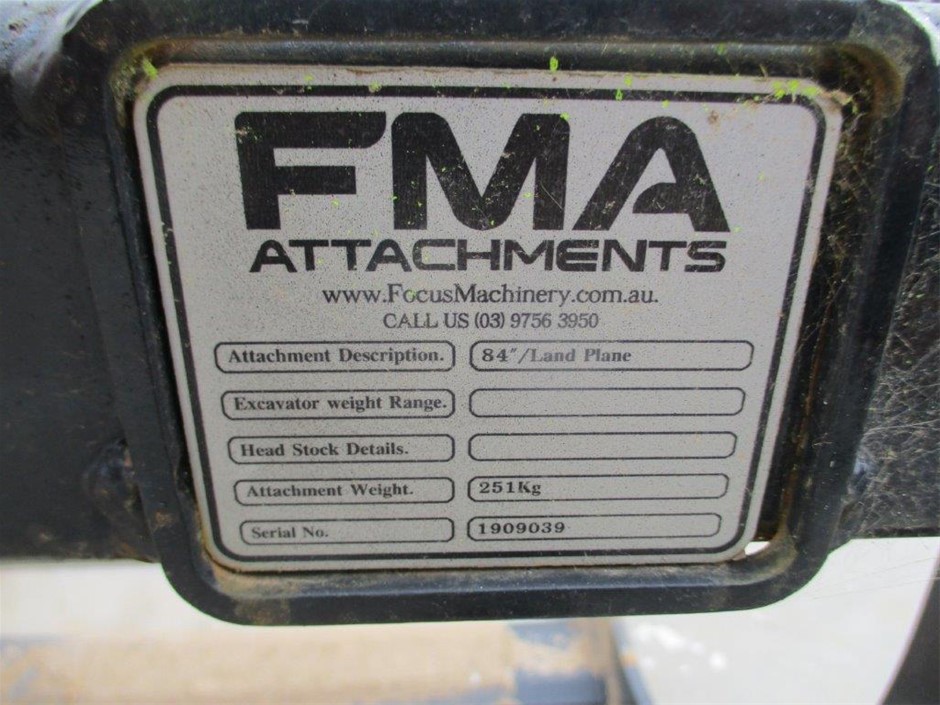 FMA
ATTACHMENTS
www.FocusMachinery.com.au.
CALL US (03) 9756 3950
Attachment Description. 84"/Land Plane
Excavator weight Range.
Head Stock Details.
Attachment Weight. 251Kg
Serial No. 1909039